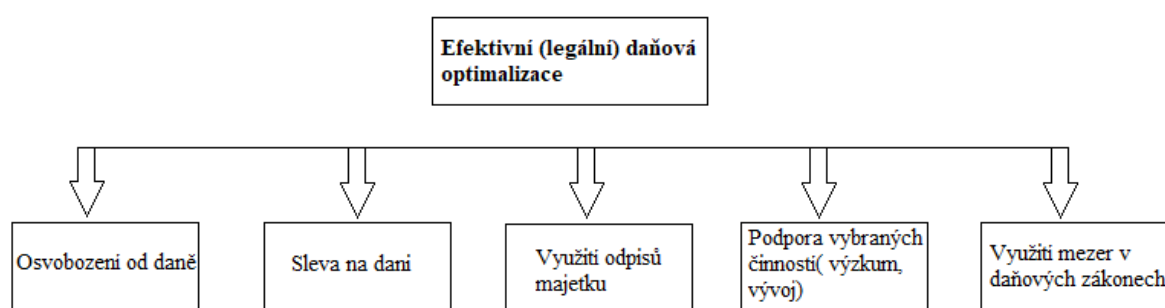 Efektivní (legální) daňová
optimalizace
Osvobozeni od daně
Sleva na dani
Využití odpisů
majetku
Podpora vybraných
činností( výzkum,
vývoj)
Využití mezer v
daňových zákonech